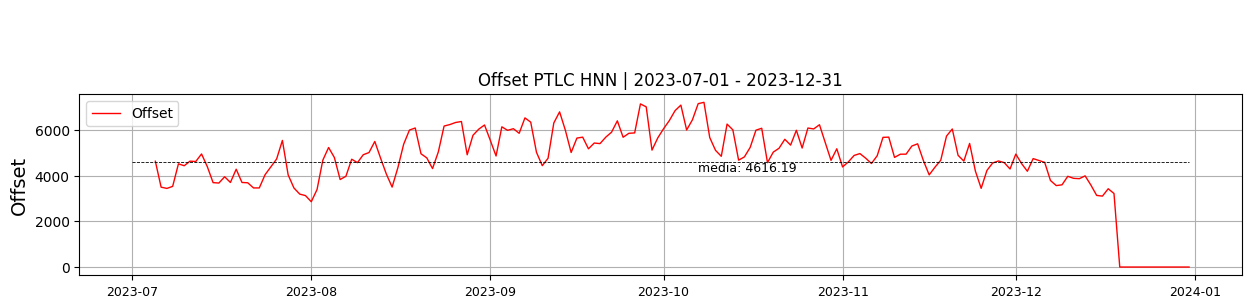 Offset PTLC HNN | 2023-07-01 - 2023-12-31
Offset
Offset
6000
4000
2000
0
media: 4616.19
2023-07 2023-08 2023-09 2023-10 2023-11 2023-12 2024-01